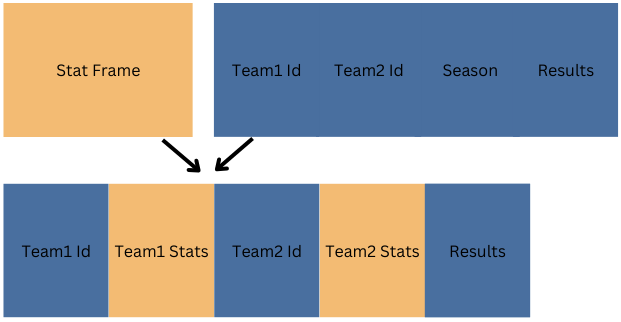 Stat Frame
Team1 Id
Team2 Id
Season
Results
Team1 Id
Team1 Stats
Team2 Id
Team2 Stats
Results